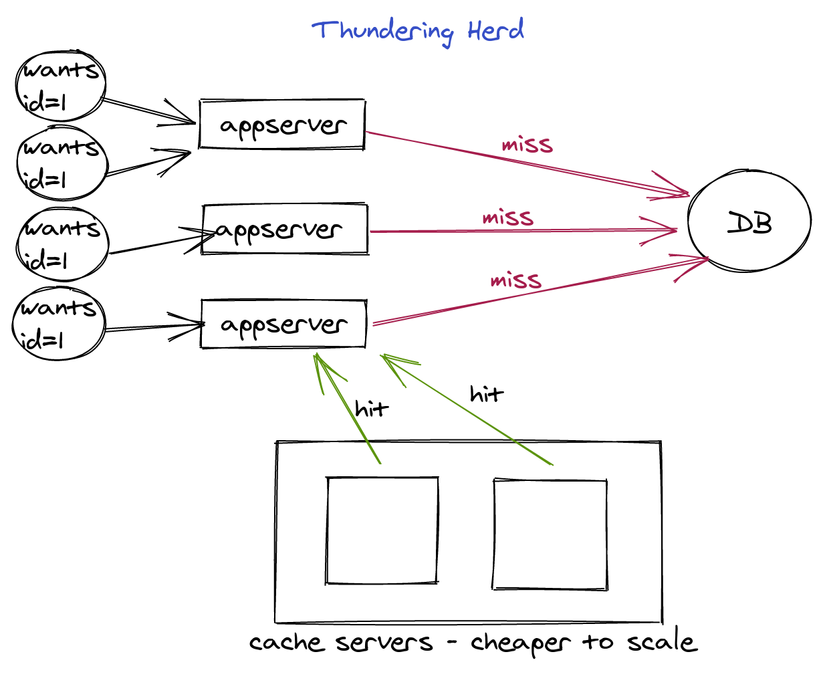 Thundering Herd
wants
id=1
wants
id=1
wants
id=1
wants
id=1
appserver
appserver
appserver
miss
miss
miss
DB
hit
hit
cache servers - cheaper to scale